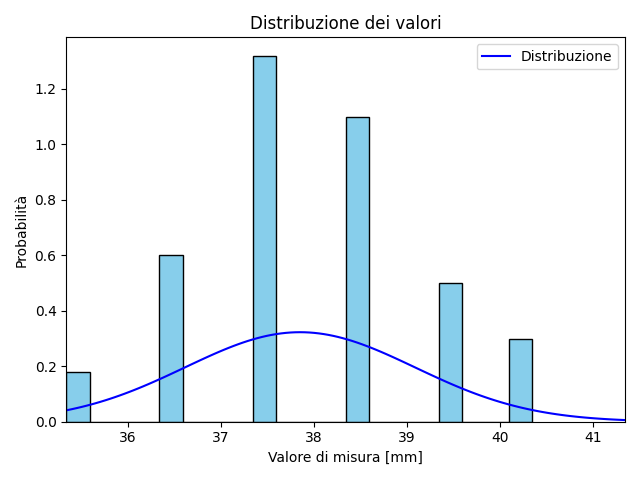 Distribuzione dei valori
Distribuzione
1.2
1.0
0.8
0.6
0.4
0.2
0.0
Probabilità
36 37 38 39 40 41
Valore di misura [mm]